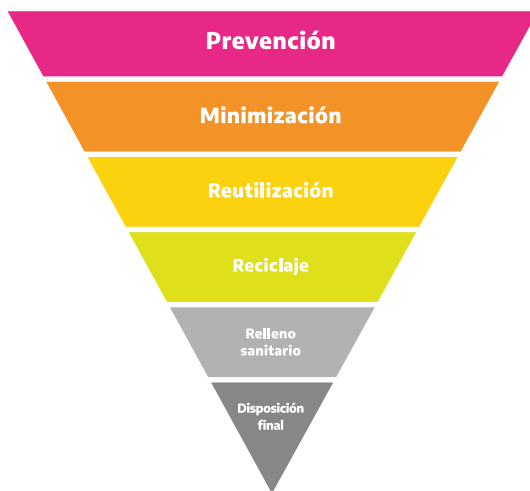 Prevención
Minimización
Reutilización
Reciclaje
Relleno
sanitario
Disposición
final